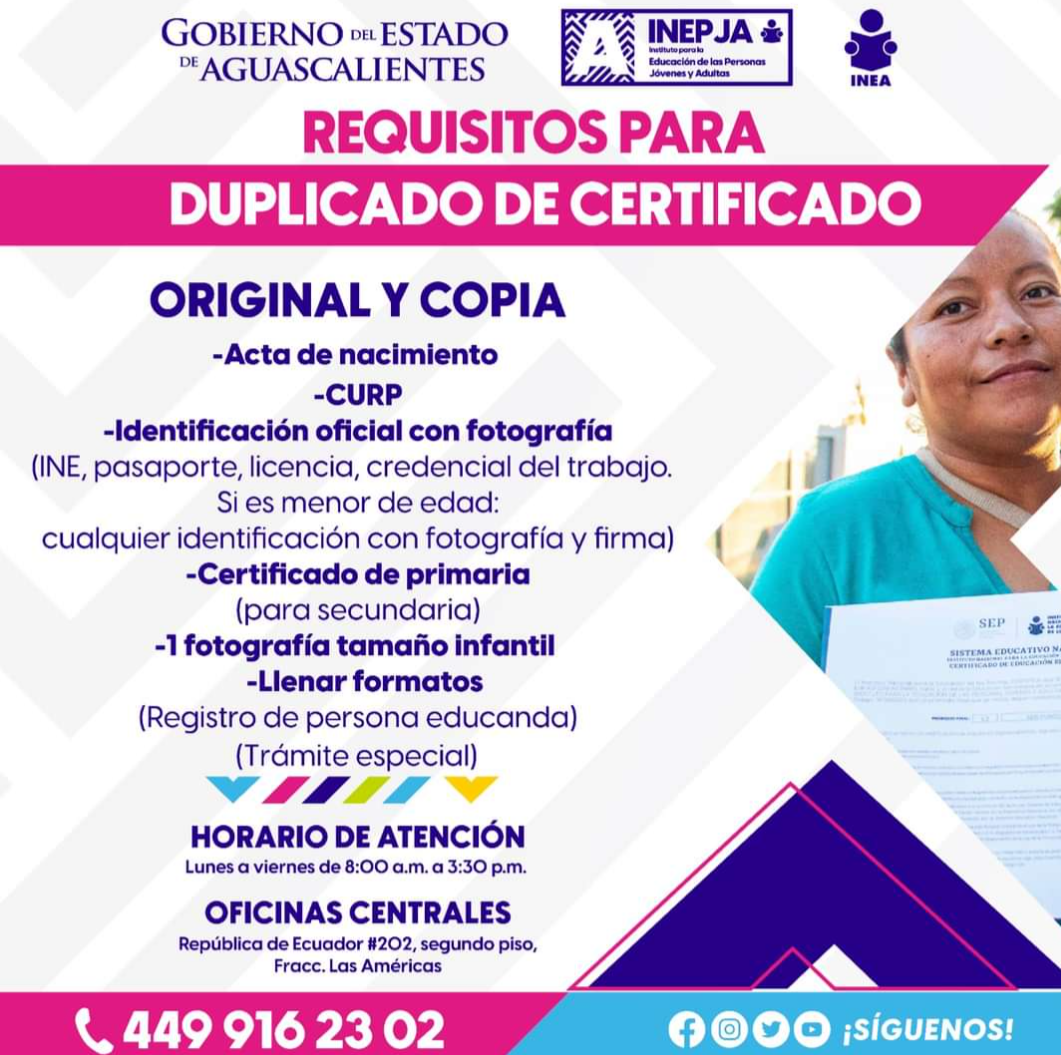 GOBIERNO DEL ESTADO
DE AGUASCALIENTES
INEPJA
Instituto para la
Educación de las Personas
Jóvenes y Adultas
INEA
REQUISITOS PARA
DUPLICADO DE CERTIFICADO
ORIGINAL Y COPIA
-Acta de nacimiento
-CURP
-Identificación oficial con fotografía
(INE, pasaporte, licencia, credencial del trabajo.
Si es menor de edad:
cualquier identificación con fotografía y firma)
-Certificado de primaria
(para secundaria)
-1 fotografía tamaño infantil
-Llenar formatos
(Registro de persona educanda)
(Trámite especial)
SEP
SISTEMA EDUCATIVO
CERTIFICADO DE EDUCACIÓN
HORARIO DE ATENCIÓN
Lunes a viernes de 8:00 a.m. a 3:30 p.m.
OFICINAS CENTRALES
República de Ecuador #202, segundo piso,
Fracc. Las Américas
449 916 23 02
¡SÍGUENOS!